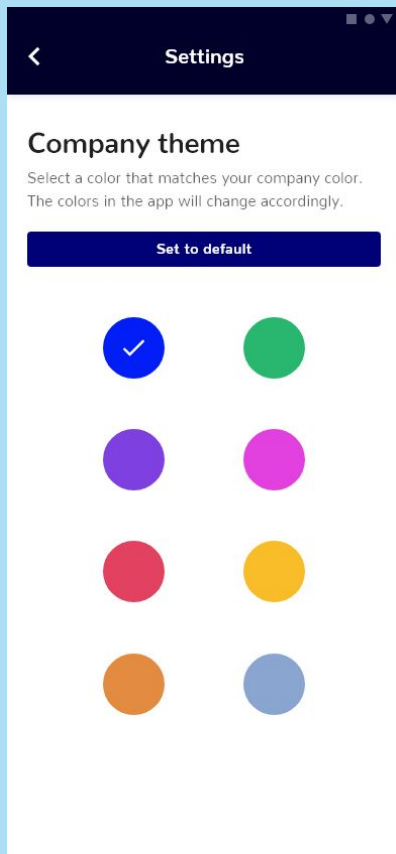 Settings
Company theme
Select a color that matches your company color.
The colors in the app will change accordingly.
Set to default